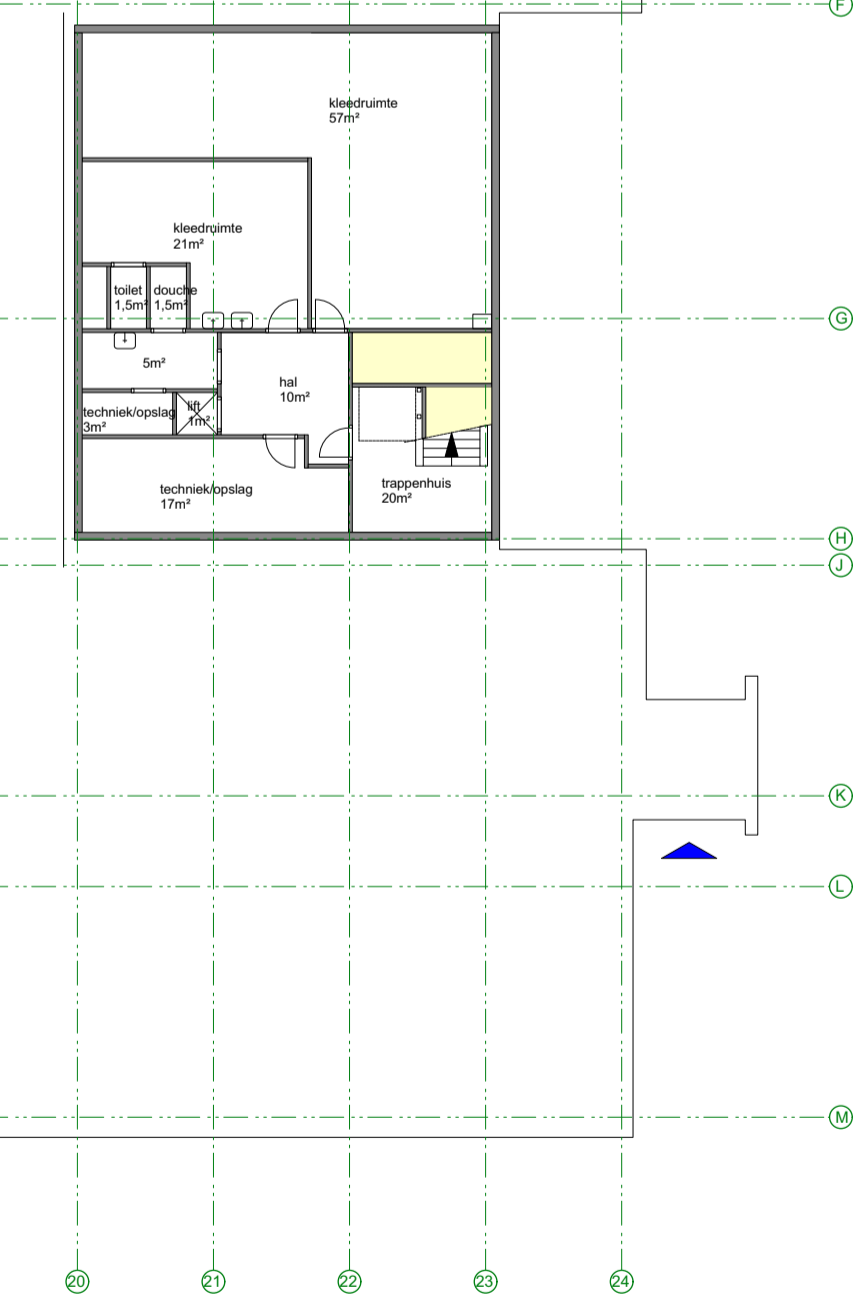 F
kleedruimte
57m²
kleedruimte
21m²
toilet
1,5m²
douche
1,5m²
G
5m²
hal
10m²
techniek/opslag
3m²
lift
1m²
techniek/opslag
17m²
trappenhuis
20m²
H
J
K
L
M
20
21
22
23
24